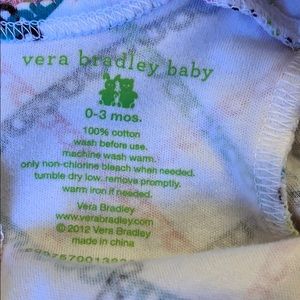 vera bradley baby
0-3 mos.
100% cotton
wash before use.
machine wash warm.
only non-chlorine bleach when needed.
tumble dry low. remove promptly.
warm iron if needed.
Vera Bradley
www.verabradley.com
© 2012 Vera Bradley
made in china